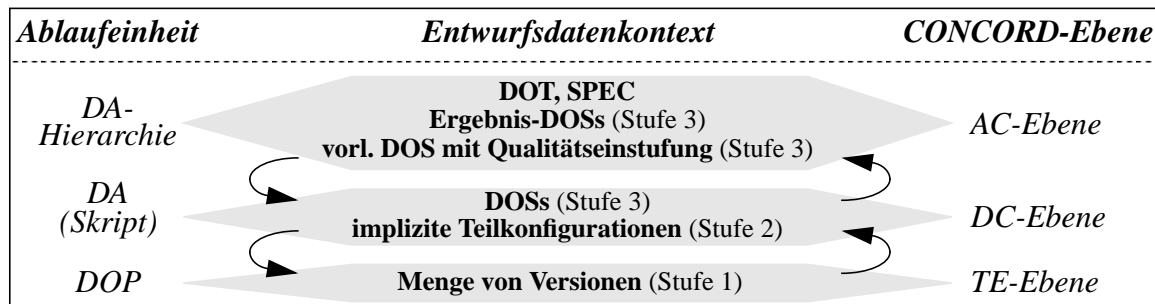 Ablaufeinheit Entwurfsdatenkontext CONCORD-Ebene
DA-
Hierarchie
DOT, SPEC
Ergebnis-DOSs (Stufe 3)
vorl. DOS mit Qualitätseinstufung (Stufe 3)
AC-Ebene
DA
(Skript)
DOSs (Stufe 3)
implizite Teilkonfigurationen (Stufe 2)
DC-Ebene
DOP Menge von Versionen (Stufe 1) TE-Ebene